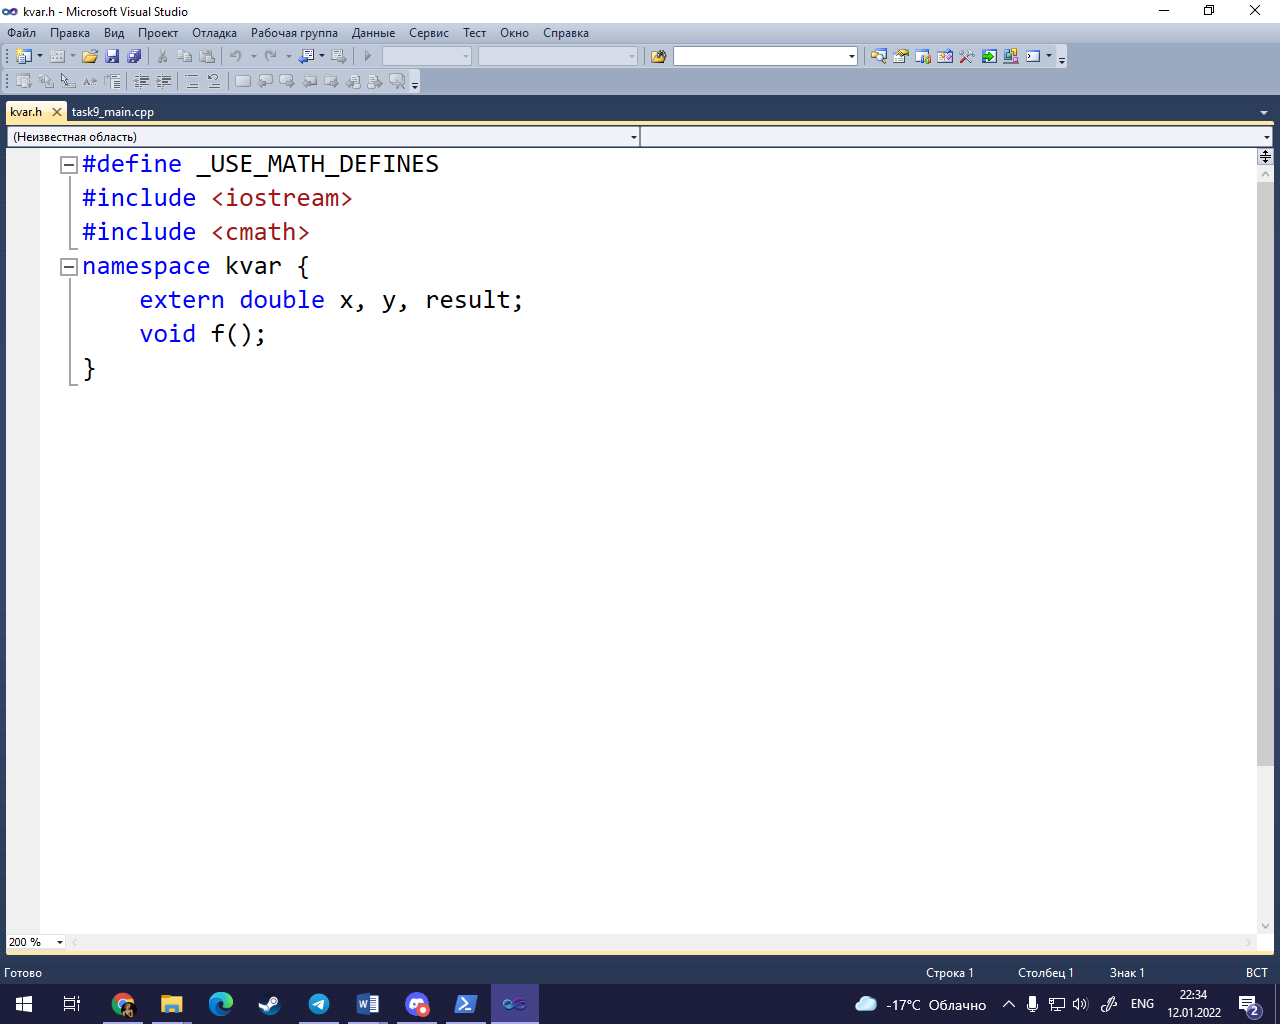 kvar.h - Microsoft Visual Studio
Файл Правка Вид Проект Отладка Рабочая группа Данные Сервис Тест Окно Справка
kvar.h task9_main.cpp
(Неизвестная область)
#define _USE_MATH_DEFINES
#include <iostream>
#include <cmath>
namespace kvar {
    extern double x, y, result;
    void f();
}
200 %
Готово Строка 1 Столбец 1 Знак 1 ВСТ
-17°C Облачно ENG 22:34
12.01.2022 2